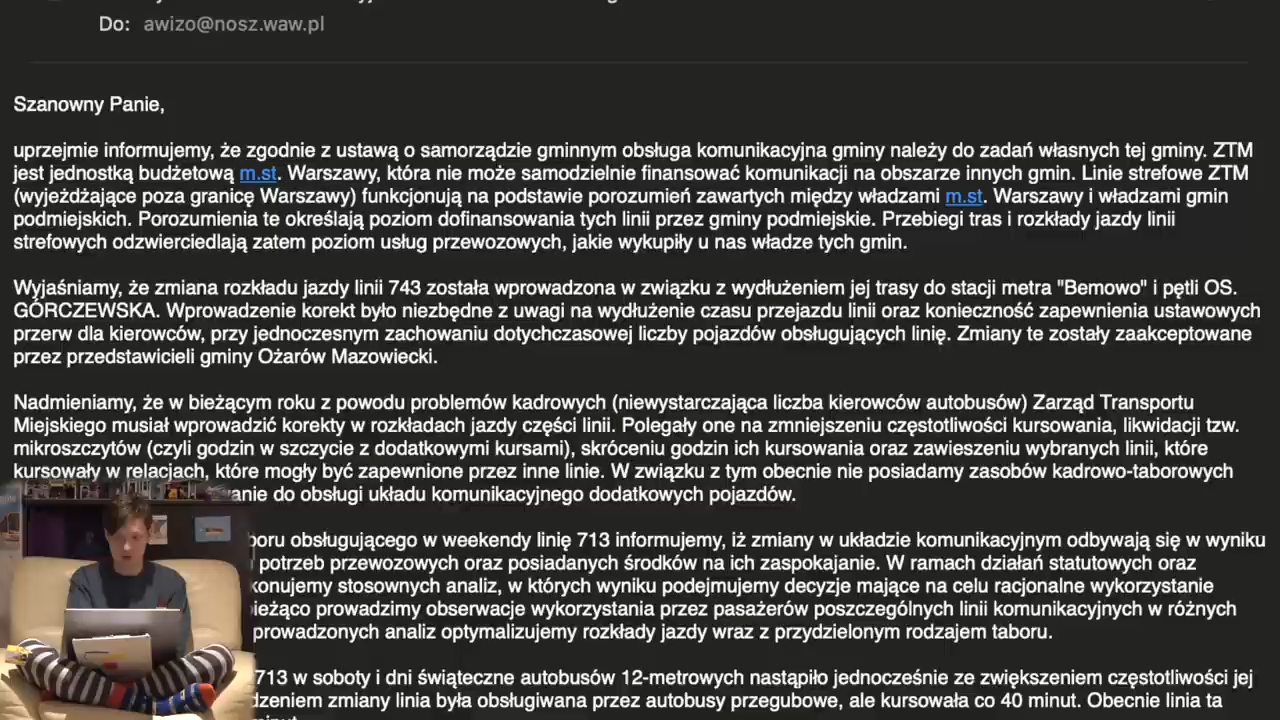 Do: awizo@nosz.waw.pl
Szanowny Panie,
uprzejmie informujemy, że zgodnie z ustawą o samorządzie gminnym obsługa komunikacyjna gminy należy do zadań własnych tej gminy. ZTM
jest jednostką budżetową m.st. Warszawy, która nie może samodzielnie finansować komunikacji na obszarze innych gmin. Linie strefowe ZTM
(wyjeżdżające poza granicę Warszawy) funkcjonują na podstawie porozumień zawartych między władzami m.st. Warszawy i władzami gmin
podmiejskich. Porozumienia te określają poziom dofinansowania tych linii przez gminy podmiejskie. Przebiegi tras i rozkłady jazdy linii
strefowych odzwierciedlają zatem poziom usług przewozowych, jakie wykupiły u nas władze tych gmin.
Wyjaśniamy, że zmiana rozkładu jazdy linii 743 została wprowadzona w związku z wydłużeniem jej trasy do stacji metra "Bemowo" i pętli OS.
GÓRCZEWSKA. Wprowadzenie korekt było niezbędne z uwagi na wydłużenie czasu przejazdu linii oraz konieczność zapewnienia ustawowych
przerw dla kierowców, przy jednoczesnym zachowaniu dotychczasowej liczby pojazdów obsługujących linię. Zmiany te zostały zaakceptowane
przez przedstawicieli gminy Ożarów Mazowiecki.
Nadmieniamy, że w bieżącym roku z powodu problemów kadrowych (niewystarczająca liczba kierowców autobusów) Zarząd Transportu
Miejskiego musiał wprowadzić korekty w rozkładach jazdy części linii. Polegały one na zmniejszeniu częstotliwości kursowania, likwidacji tzw.
mikroszczytów (czyli godzin w szczycie z dodatkowymi kursami), skróceniu godzin ich kursowania oraz zawieszeniu wybranych linii, które
kursowały w relacjach, które mogły być zapewnione przez inne linie. W związku z tym obecnie nie posiadamy zasobów kadrowo-taborowych
anie do obsługi układu komunikacyjnego dodatkowych pojazdów.
boru obsługującego w weekendy linię 713 informujemy, iż zmiany w układzie komunikacyjnym odbywają się w wyniku
potrzeb przewozowych oraz posiadanych środków na ich zaspokajanie. W ramach działań statutowych oraz
konujemy stosownych analiz, w których wyniku podejmujemy decyzje mające na celu racjonalne wykorzystanie
ieżąco prowadzimy obserwacje wykorzystania przez pasażerów poszczególnych linii komunikacyjnych w różnych
prowadzonych analiz optymalizujemy rozkłady jazdy wraz z przydzielonym rodzajem taboru.
713 w soboty i dni świąteczne autobusów 12-metrowych nastąpiło jednocześnie ze zwiększeniem częstotliwości jej
dzeniem zmiany linia była obsługiwana przez autobusy przegubowe, ale kursowała co 40 minut. Obecnie linia ta